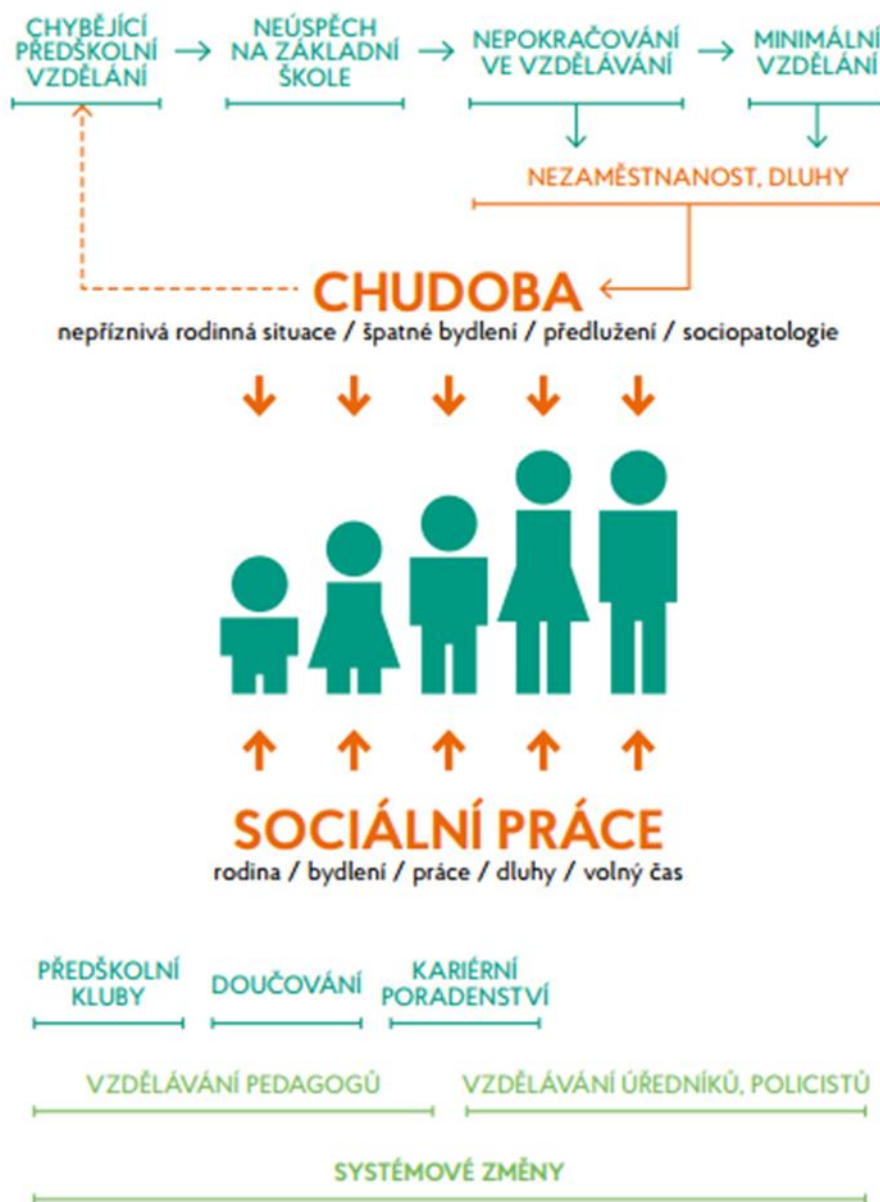 CHYBĚJÍCÍ
PŘEDŠKOLNÍ
VZDĚLÁNÍ
NEÚSPĚCH
NA ZÁKLADNÍ
ŠKOLE
NEPOKRAČOVÁNÍ
VE VZDĚLÁVÁNÍ
MINIMÁLNÍ
VZDĚLÁNÍ
NEZAMĚSTNANOST, DLUHY
CHUDOBA
nepříznivá rodinná situace / špatné bydlení / předlužení / sociopatologie
SOCIÁLNÍ PRÁCE
rodina / bydlení / práce / dluhy / volný čas
PŘEDŠKOLNÍ
KLUBY
DOUČOVÁNÍ
KARIÉRNÍ
PORADENSTVÍ
VZDĚLÁVÁNÍ PEDAGOGŮ
VZDĚLÁVÁNÍ ÚŘEDNÍKŮ, POLICISTŮ
SYSTÉMOVÉ ZMĚNY